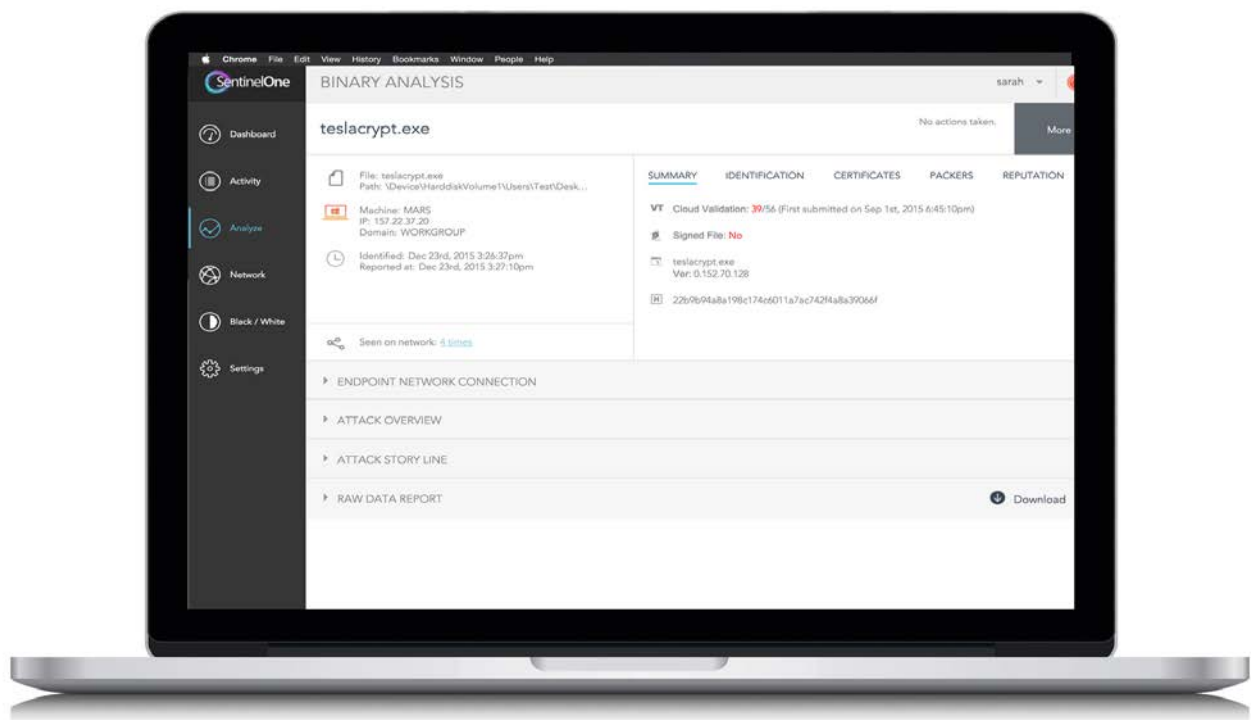 Chrome File Edit View History Bookmarks Window People Help
SentinelOne
BINARY ANALYSIS
sarah
Dashboard
Activity
Analyze
Network
Black / White
Settings
teslacrypt.exe
No actions taken.
More
File: teslacrypt.exe
Path: \Device\HarddiskVolume1\Users\Test\Desk...
Machine: MARS
IP: 157.22.37.20
Domain: WORKGROUP
Identified: Dec 23rd, 2015 3:26:37pm
Reported at: Dec 23rd, 2015 3:27:10pm
Seen on network: 4 times
SUMMARY IDENTIFICATION CERTIFICATES PACKERS REPUTATION
VT Cloud Validation: 39/56 (First submitted on Sep 1st, 2015 6:45:10pm)
Signed File: No
teslacrypt.exe
Ver: 0.152.70.128
H 22b9b94a8a198c174c6011a7ac742f4a8a39066f
ENDPOINT NETWORK CONNECTION
ATTACK OVERVIEW
ATTACK STORY LINE
RAW DATA REPORT
Download